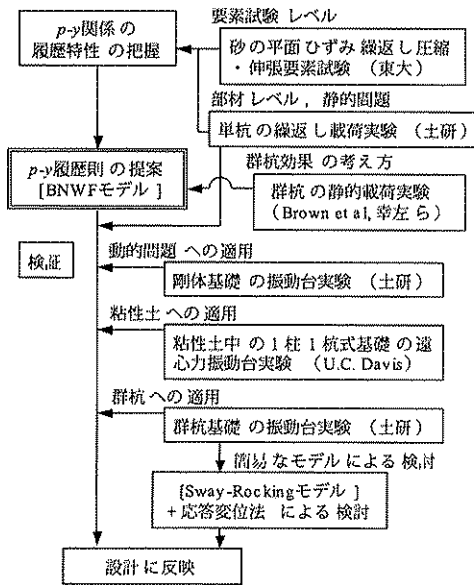 p-y関係の
履歴特性の把握
要素試験レベル
砂の平面ひずみ繰返し圧縮
・伸張要素試験（東大）
部材レベル，静的問題
単杭の繰返し載荷実験（土研）
p-y履歴則の提案
[BNWFモデル]
群杭効果の考え方
群杭の静的載荷実験
(Brown et al, 幸左ら)
検証
動的問題への適用
剛体基礎の振動台実験（土研）
粘性土への適用
粘性土中の1柱1杭式基礎の遠
心力振動台実験（U.C. Davis）
群杭への適用
群杭基礎の振動台実験（土研）
簡易なモデルによる検討
[Sway-Rockingモデル]
+応答変位法による検討
設計に反映